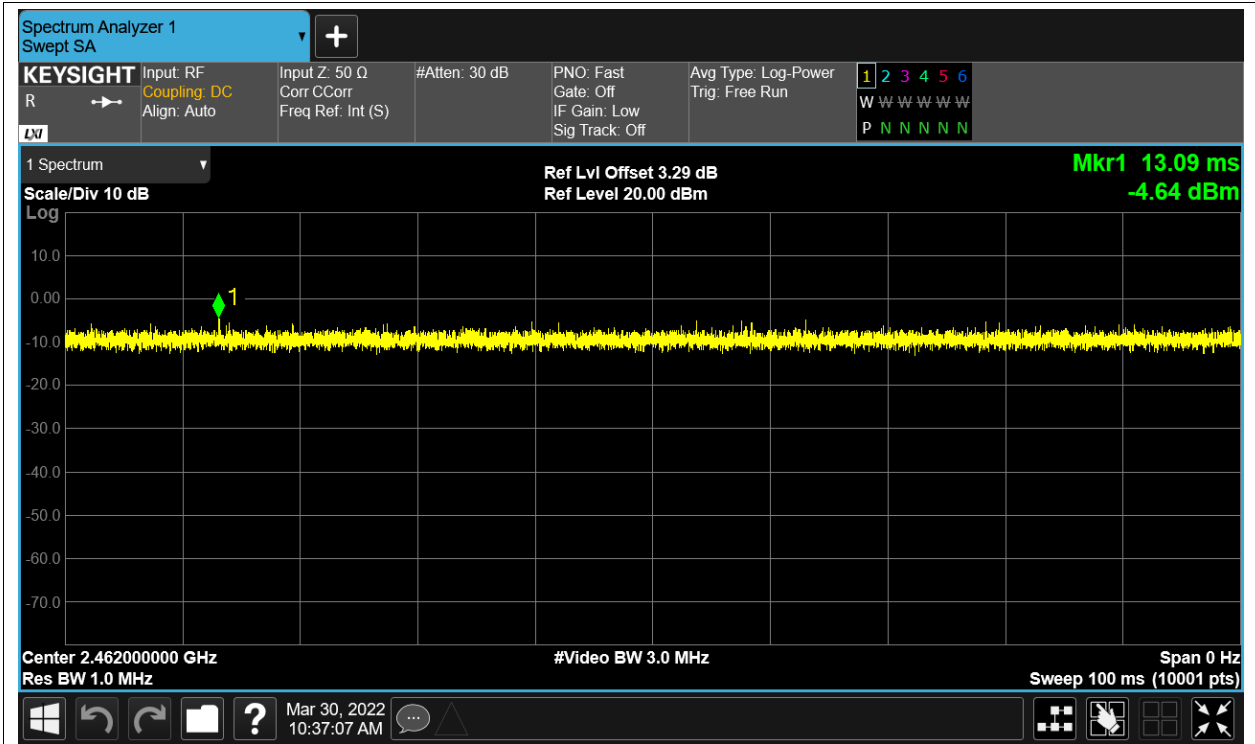 Spectrum Analyzer 1
Swept SA
+
KEYSIGHT
R
LXI
Input: RF
Coupling: DC
Align: Auto
Input Z: 50 Ω
Corr CCorr
Freq Ref: Int (S)
#Atten: 30 dB
PNO: Fast
Gate: Off
IF Gain: Low
Sig Track: Off
Avg Type: Log-Power
Trig: Free Run
1 2 3 4 5 6
W W W W W W
P N N N N N
1 Spectrum
Scale/Div 10 dB
Ref Lvl Offset 3.29 dB
Ref Level 20.00 dBm
Mkr1 13.09 ms
-4.64 dBm
Log
10.0
0.00
1
-10.0
-20.0
-30.0
-40.0
-50.0
-60.0
-70.0
Center 2.462000000 GHz
#Video BW 3.0 MHz
Span 0 Hz
Res BW 1.0 MHz
Sweep 100 ms (10001 pts)
?
Mar 30, 2022
10:37:07 AM